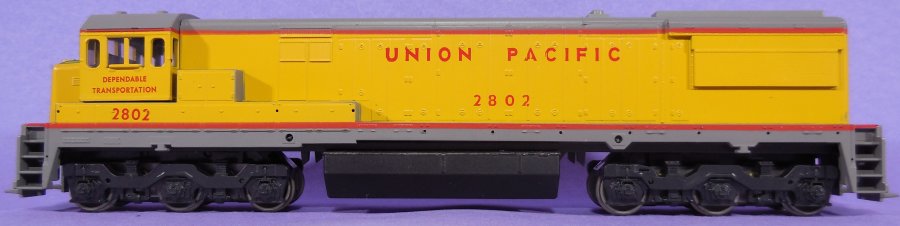 UNION PACIFIC
DEPENDABLE
TRANSPORTATION
2802
2802